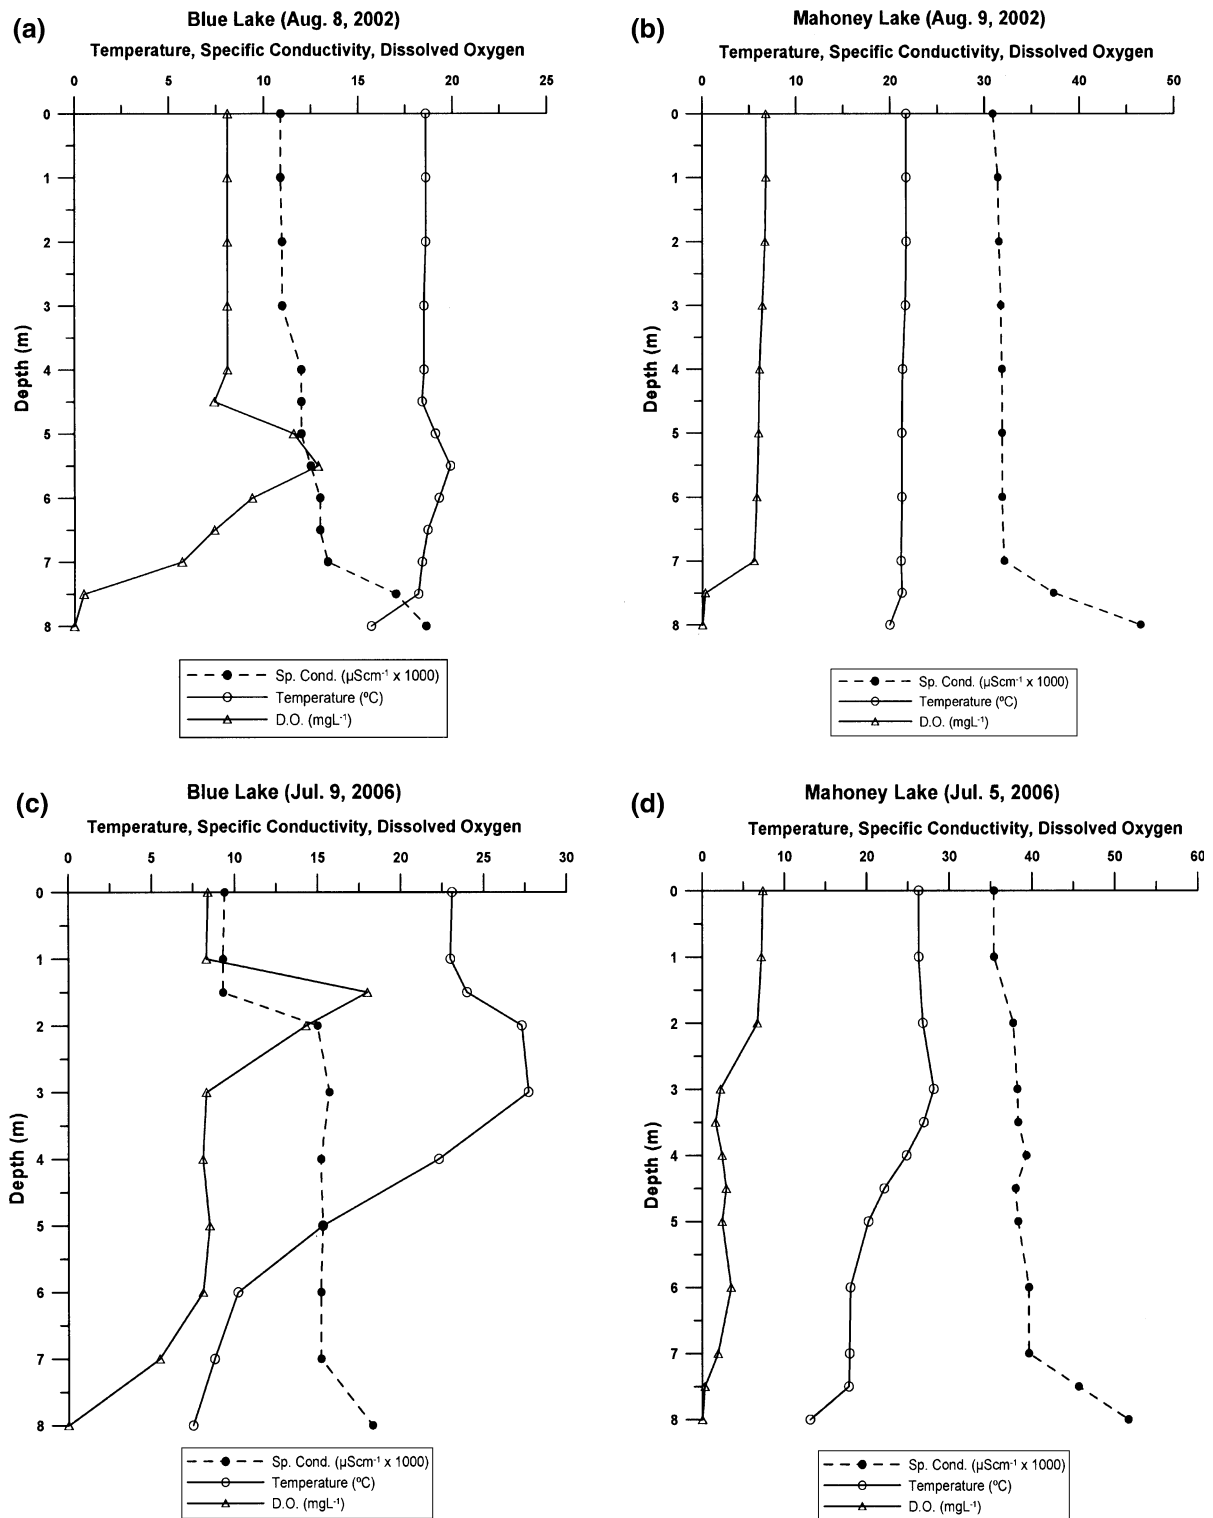 (a)
Blue Lake (Aug. 8, 2002)
Temperature, Specific Conductivity, Dissolved Oxygen
0 5 10 15 20 25
0
1
2
3
4
5
6
7
8
Depth (m)
Sp. Cond. (µScm⁻¹ x 1000)
Temperature (ºC)
D.O. (mgL⁻¹)
(b)
Mahoney Lake (Aug. 9, 2002)
Temperature, Specific Conductivity, Dissolved Oxygen
0 10 20 30 40 50
0
1
2
3
4
5
6
7
8
Depth (m)
Sp. Cond. (µScm⁻¹ x 1000)
Temperature (ºC)
D.O. (mgL⁻¹)
(c)
Blue Lake (Jul. 9, 2006)
Temperature, Specific Conductivity, Dissolved Oxygen
0 5 10 15 20 25 30
0
1
2
3
4
5
6
7
8
Depth (m)
Sp. Cond. (µScm⁻¹ x 1000)
Temperature (ºC)
D.O. (mgL⁻¹)
(d)
Mahoney Lake (Jul. 5, 2006)
Temperature, Specific Conductivity, Dissolved Oxygen
0 10 20 30 40 50 60
0
1
2
3
4
5
6
7
8
Depth (m)
Sp. Cond. (µScm⁻¹ x 1000)
Temperature (ºC)
D.O. (mgL⁻¹)